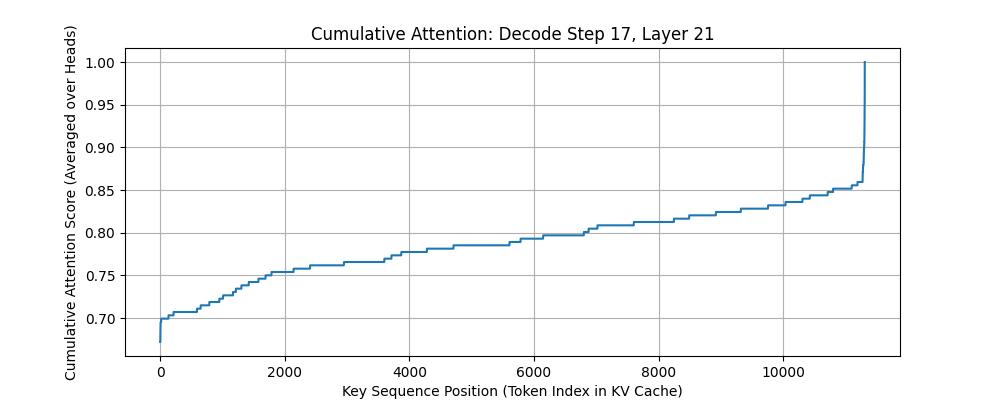 Cumulative Attention: Decode Step 17, Layer 21
Cumulative Attention Score (Averaged over Heads)
1.00
0.95
0.90
0.85
0.80
0.75
0.70
0 2000 4000 6000 8000 10000
Key Sequence Position (Token Index in KV Cache)